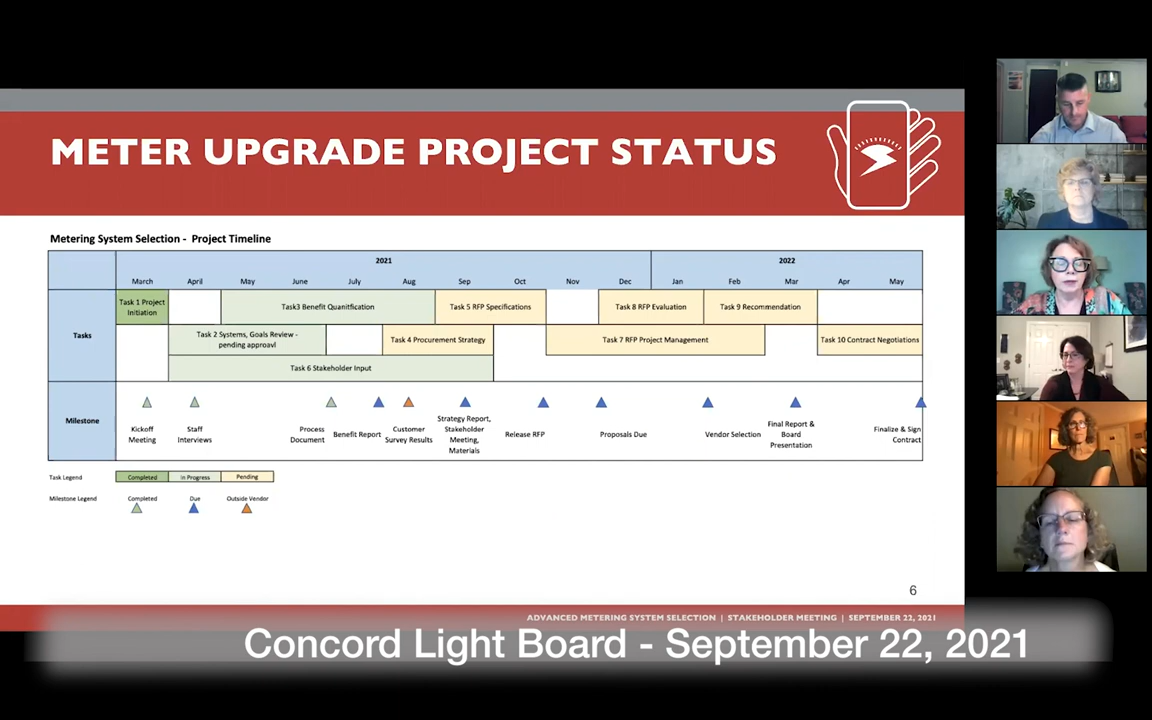 METER UPGRADE PROJECT STATUS
Metering System Selection - Project Timeline
2021
2022
March
April
May
June
July
Aug
Sep
Oct
Nov
Dec
Jan
Feb
Mar
Apr
May
Tasks
Task 1 Project
Initiation
Task3 Benefit Quanitfication
Task 5 RFP Specifications
Task 8 RFP Evaluation
Task 9 Recommendation
Task 2 Systems, Goals Review -
pending approavl
Task 4 Procurement Strategy
Task 7 RFP Project Management
Task 10 Contract Negotiations
Task 6 Stakeholder Input
Milestone
Kickoff
Meeting
Staff
Interviews
Process
Document
Benefit Report
Customer
Survey Results
Strategy Report,
Stakeholder
Meeting,
Materials
Release RFP
Proposals Due
Vendor Selection
Final Report &
Board
Presentation
Finalize & Sign
Contract
Task Legend
Completed
In Progress
Pending
Milestone Legend
Completed
Due
Outside Vendor
6
ADVANCED METERING SYSTEM SELECTION | STAKEHOLDER MEETING | SEPTEMBER 22, 2021
Concord Light Board - September 22, 2021